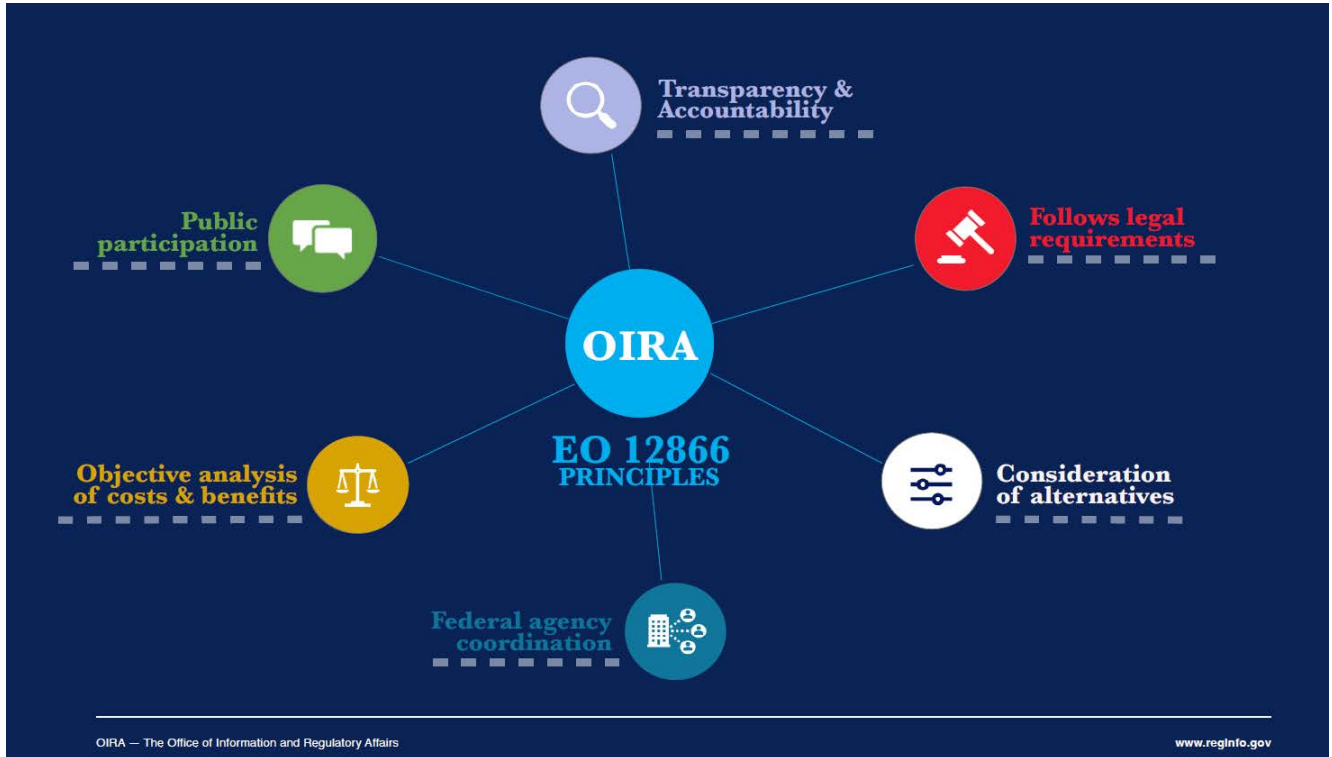 Transparency &
Accountability
Public
participation
Follows legal
requirements
OIRA
EO 12866
PRINCIPLES
Objective analysis
of costs & benefits
Consideration
of alternatives
Federal agency
coordination
OIRA — The Office of Information and Regulatory Affairs
www.reginfo.gov